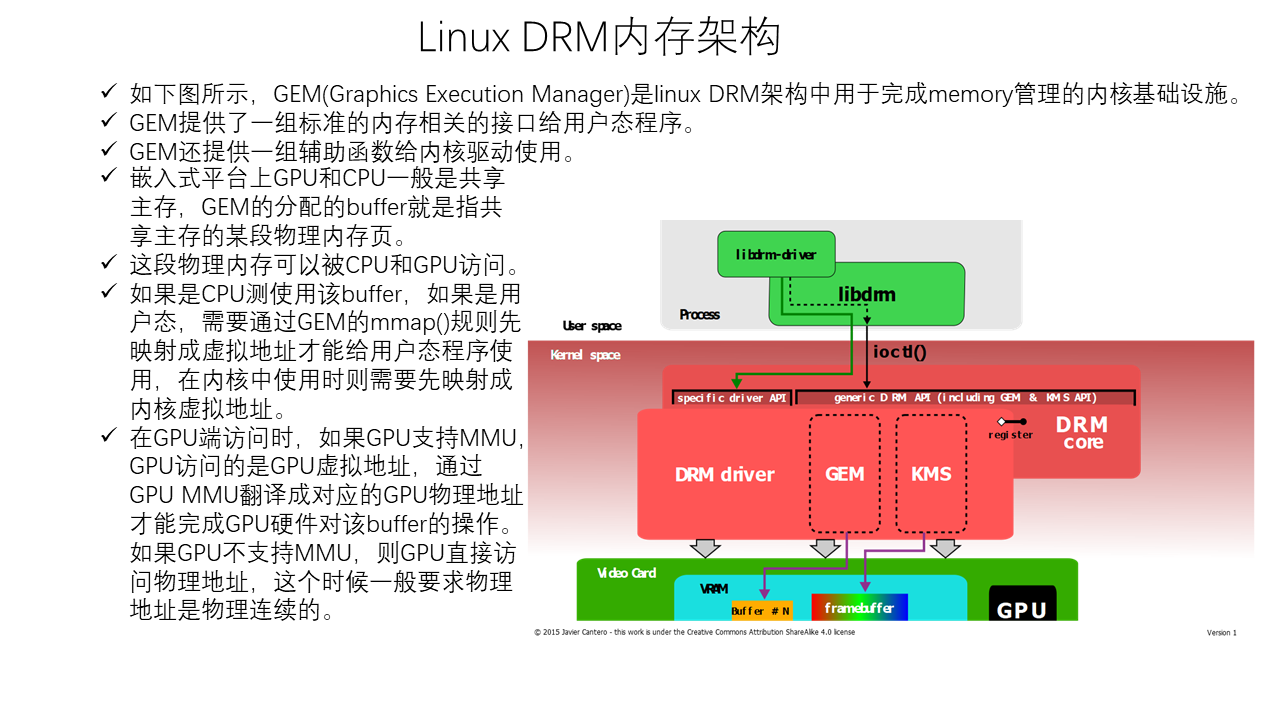 Linux DRM内存架构
✓ 如下图所示，GEM(Graphics Execution Manager)是linux DRM架构中用于完成memory管理的内核基础设施。
✓ GEM提供了一组标准的内存相关的接口给用户态程序。
✓ GEM还提供一组辅助函数给内核驱动使用。
✓ 嵌入式平台上GPU和CPU一般是共享
主存，GEM的分配的buffer就是指共
享主存的某段物理内存页。
✓ 这段物理内存可以被CPU和GPU访问。
✓ 如果是CPU测使用该buffer，如果是用
户态，需要通过GEM的mmap()规则先
映射成虚拟地址才能给用户态程序使
用，在内核中使用时则需要先映射成
内核虚拟地址。
✓ 在GPU端访问时，如果GPU支持MMU,
GPU访问的是GPU虚拟地址，通过
GPU MMU翻译成对应的GPU物理地址
才能完成GPU硬件对该buffer的操作。
如果GPU不支持MMU，则GPU直接访
问物理地址，这个时候一般要求物理
地址是物理连续的。
libdrm-driver
libdrm
Process
User space
Kernel space
ioctl()
specific driver API
generic DRM API (including GEM & KMS API)
register
DRM
core
DRM driver
GEM
KMS
Video Card
VRAM
Buffer # N
framebuffer
GPU
© 2015 Javier Cantero - this work is under the Creative Commons Attribution ShareAlike 4.0 license
Version 1